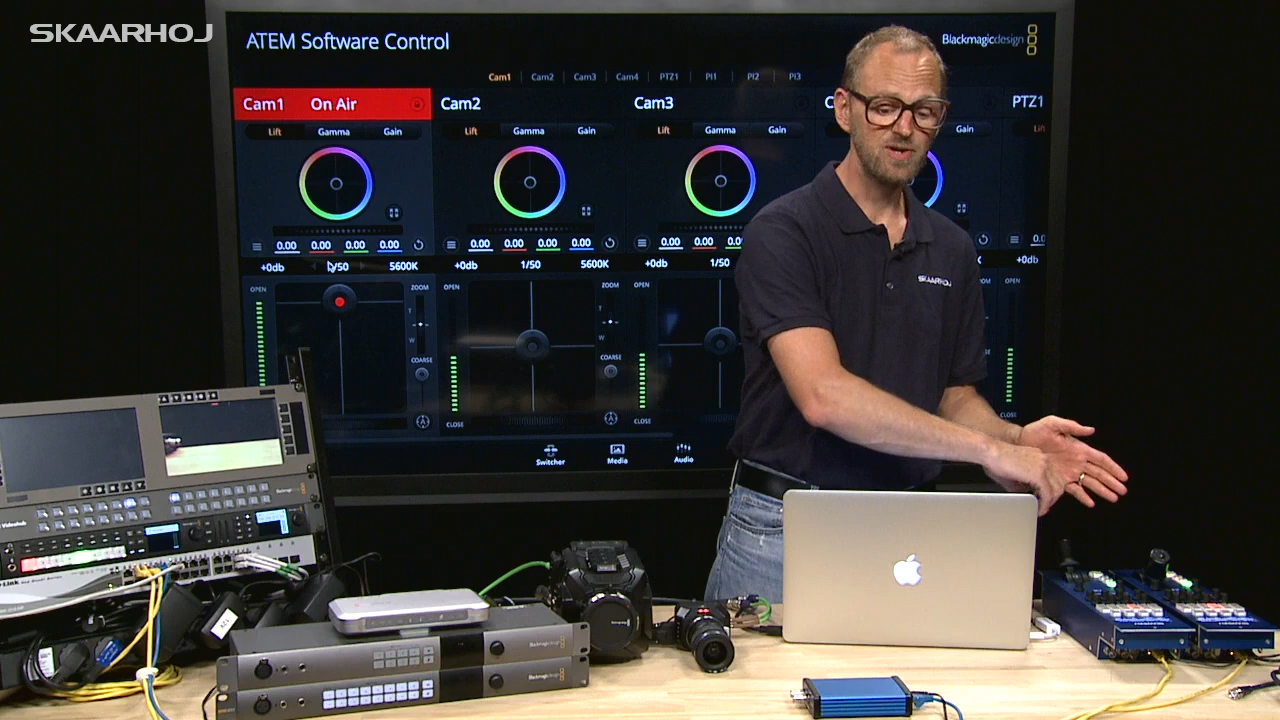 SKAARHOJ
ATEM Software Control
Blackmagicdesign
Cam1 Cam2 Cam3 Cam4 PTZ1 PI1 PI2 PI3
Cam1 On Air
Cam2
Cam3
C
PTZ1
Lift Gamma Gain
Lift Gamma Gain
Lift Gamma Gain
Gain
0.00 0.00 0.00 0.00
0.00 0.00 0.00 0.00
0.00 0.00
+0db 1/50 5600K
+0db 1/50 5600K
+0db 1/50
+0db
OPEN ZOOM
OPEN ZOOM
OPEN
OPEN
T
W
COARSE
T
W
COARSE
CLOSE
CLOSE
CLOSE
CLOSE
Switcher Media Audio
SKAARHOJ
Blackmagicdesign
Blackmagicdesign